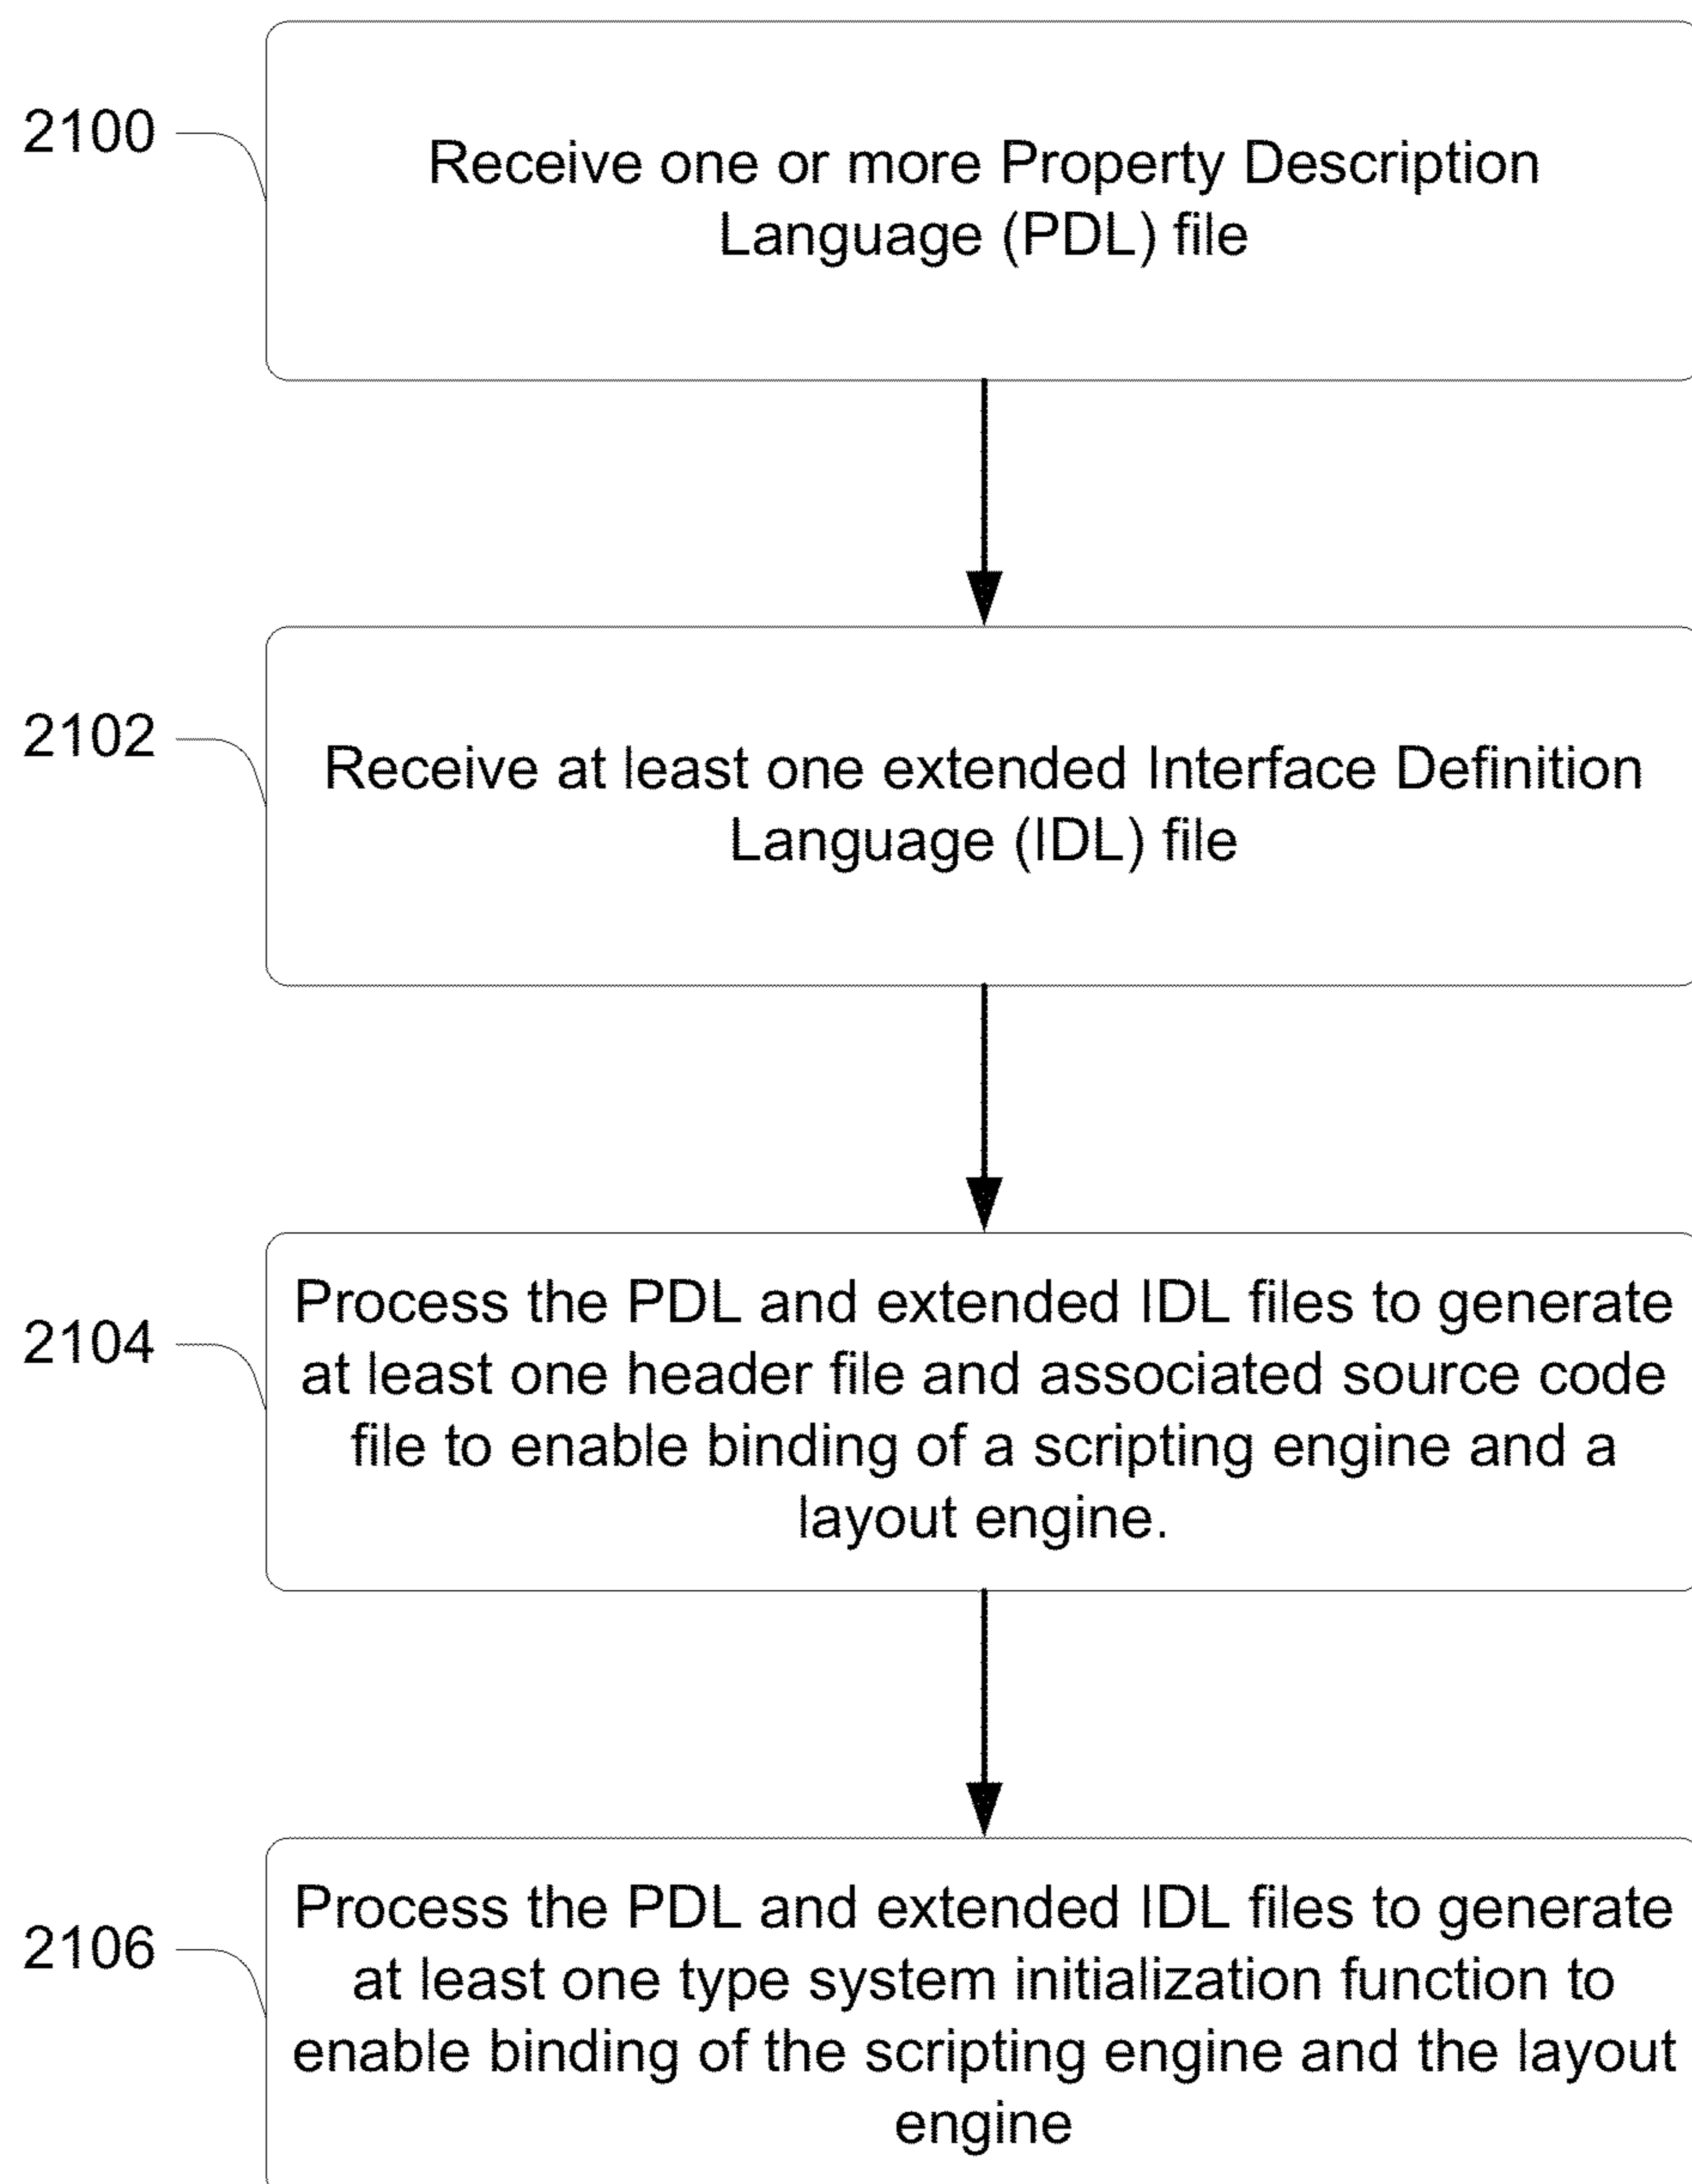 2100
Receive one or more Property Description
Language (PDL) file
2102
Receive at least one extended Interface Definition
Language (IDL) file
2104
Process the PDL and extended IDL files to generate
at least one header file and associated source code
file to enable binding of a scripting engine and a
layout engine.
2106
Process the PDL and extended IDL files to generate
at least one type system initialization function to
enable binding of the scripting engine and the layout
engine